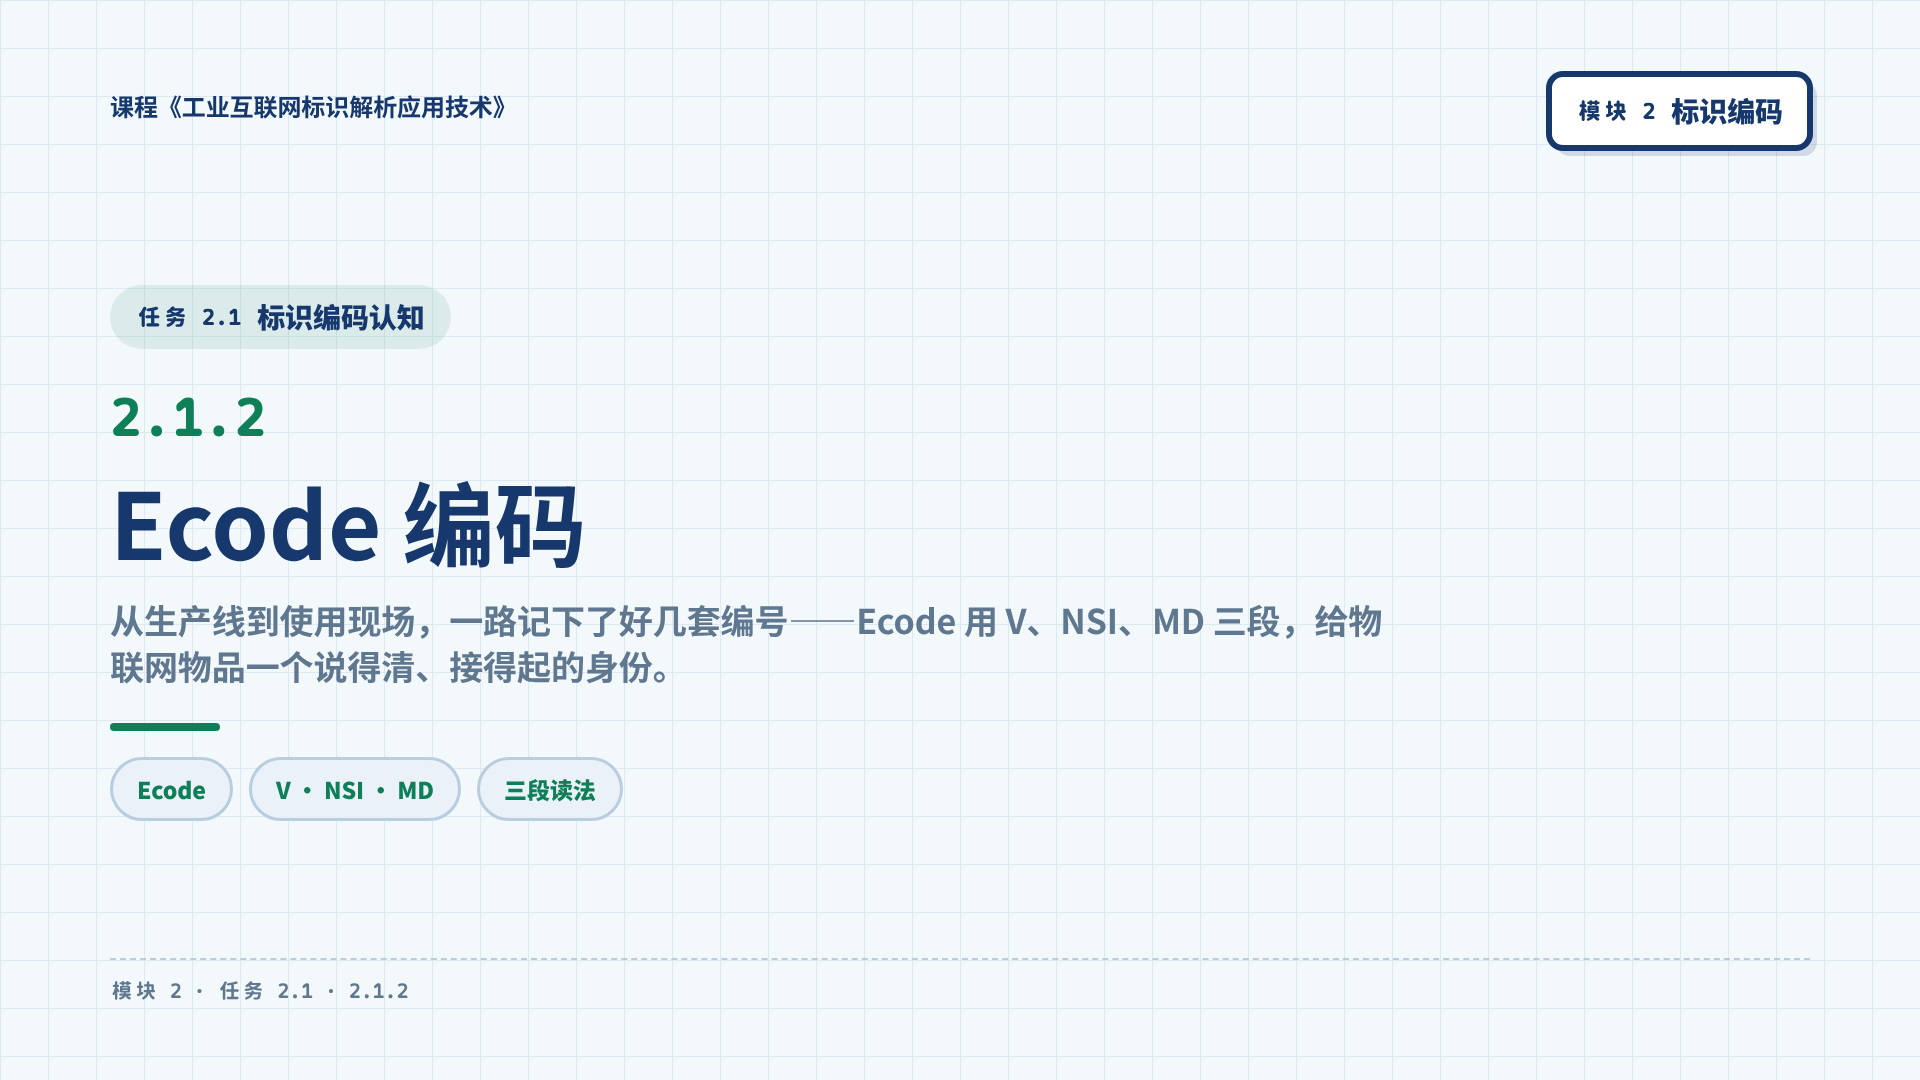 课程《工业互联网标识解析应用技术》
模块 2 标识编码
任务 2.1 标识编码认知
2.1.2
Ecode 编码
从生产线到使用现场，一路记下了好几套编号——Ecode 用 V、NSI、MD 三段，给物
联网物品一个说得清、接得起的身份。
Ecode
V · NSI · MD
三段读法
模块 2 · 任务 2.1 · 2.1.2